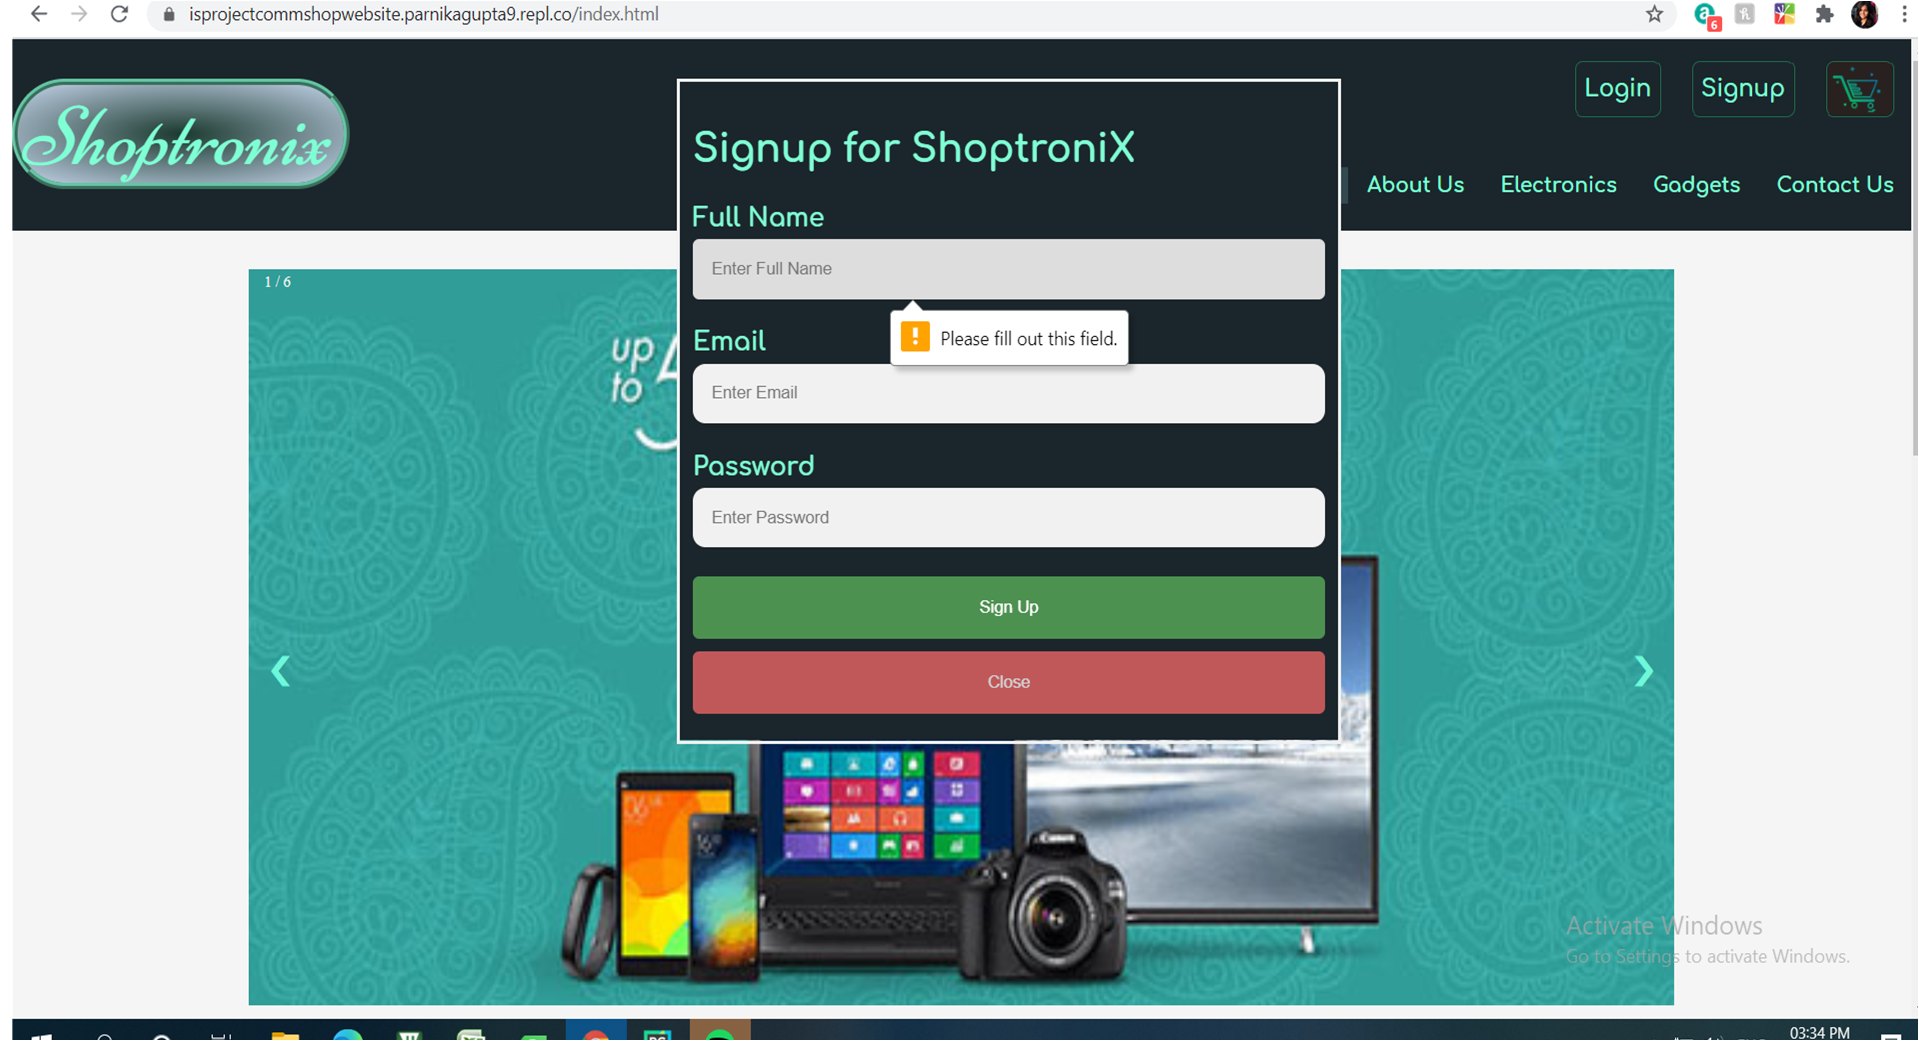 isprojectcommshopwebsite.parnikagupta9.repl.co/index.html
6
Shoptronix
Login
Signup
About Us
Electronics
Gadgets
Contact Us
Signup for ShoptroniX
Full Name
Enter Full Name
Please fill out this field.
Email
Enter Email
Password
Enter Password
Sign Up
Close
1 / 6
up
to
Canon
Activate Windows
Go to Settings to activate Windows.
03:34 PM